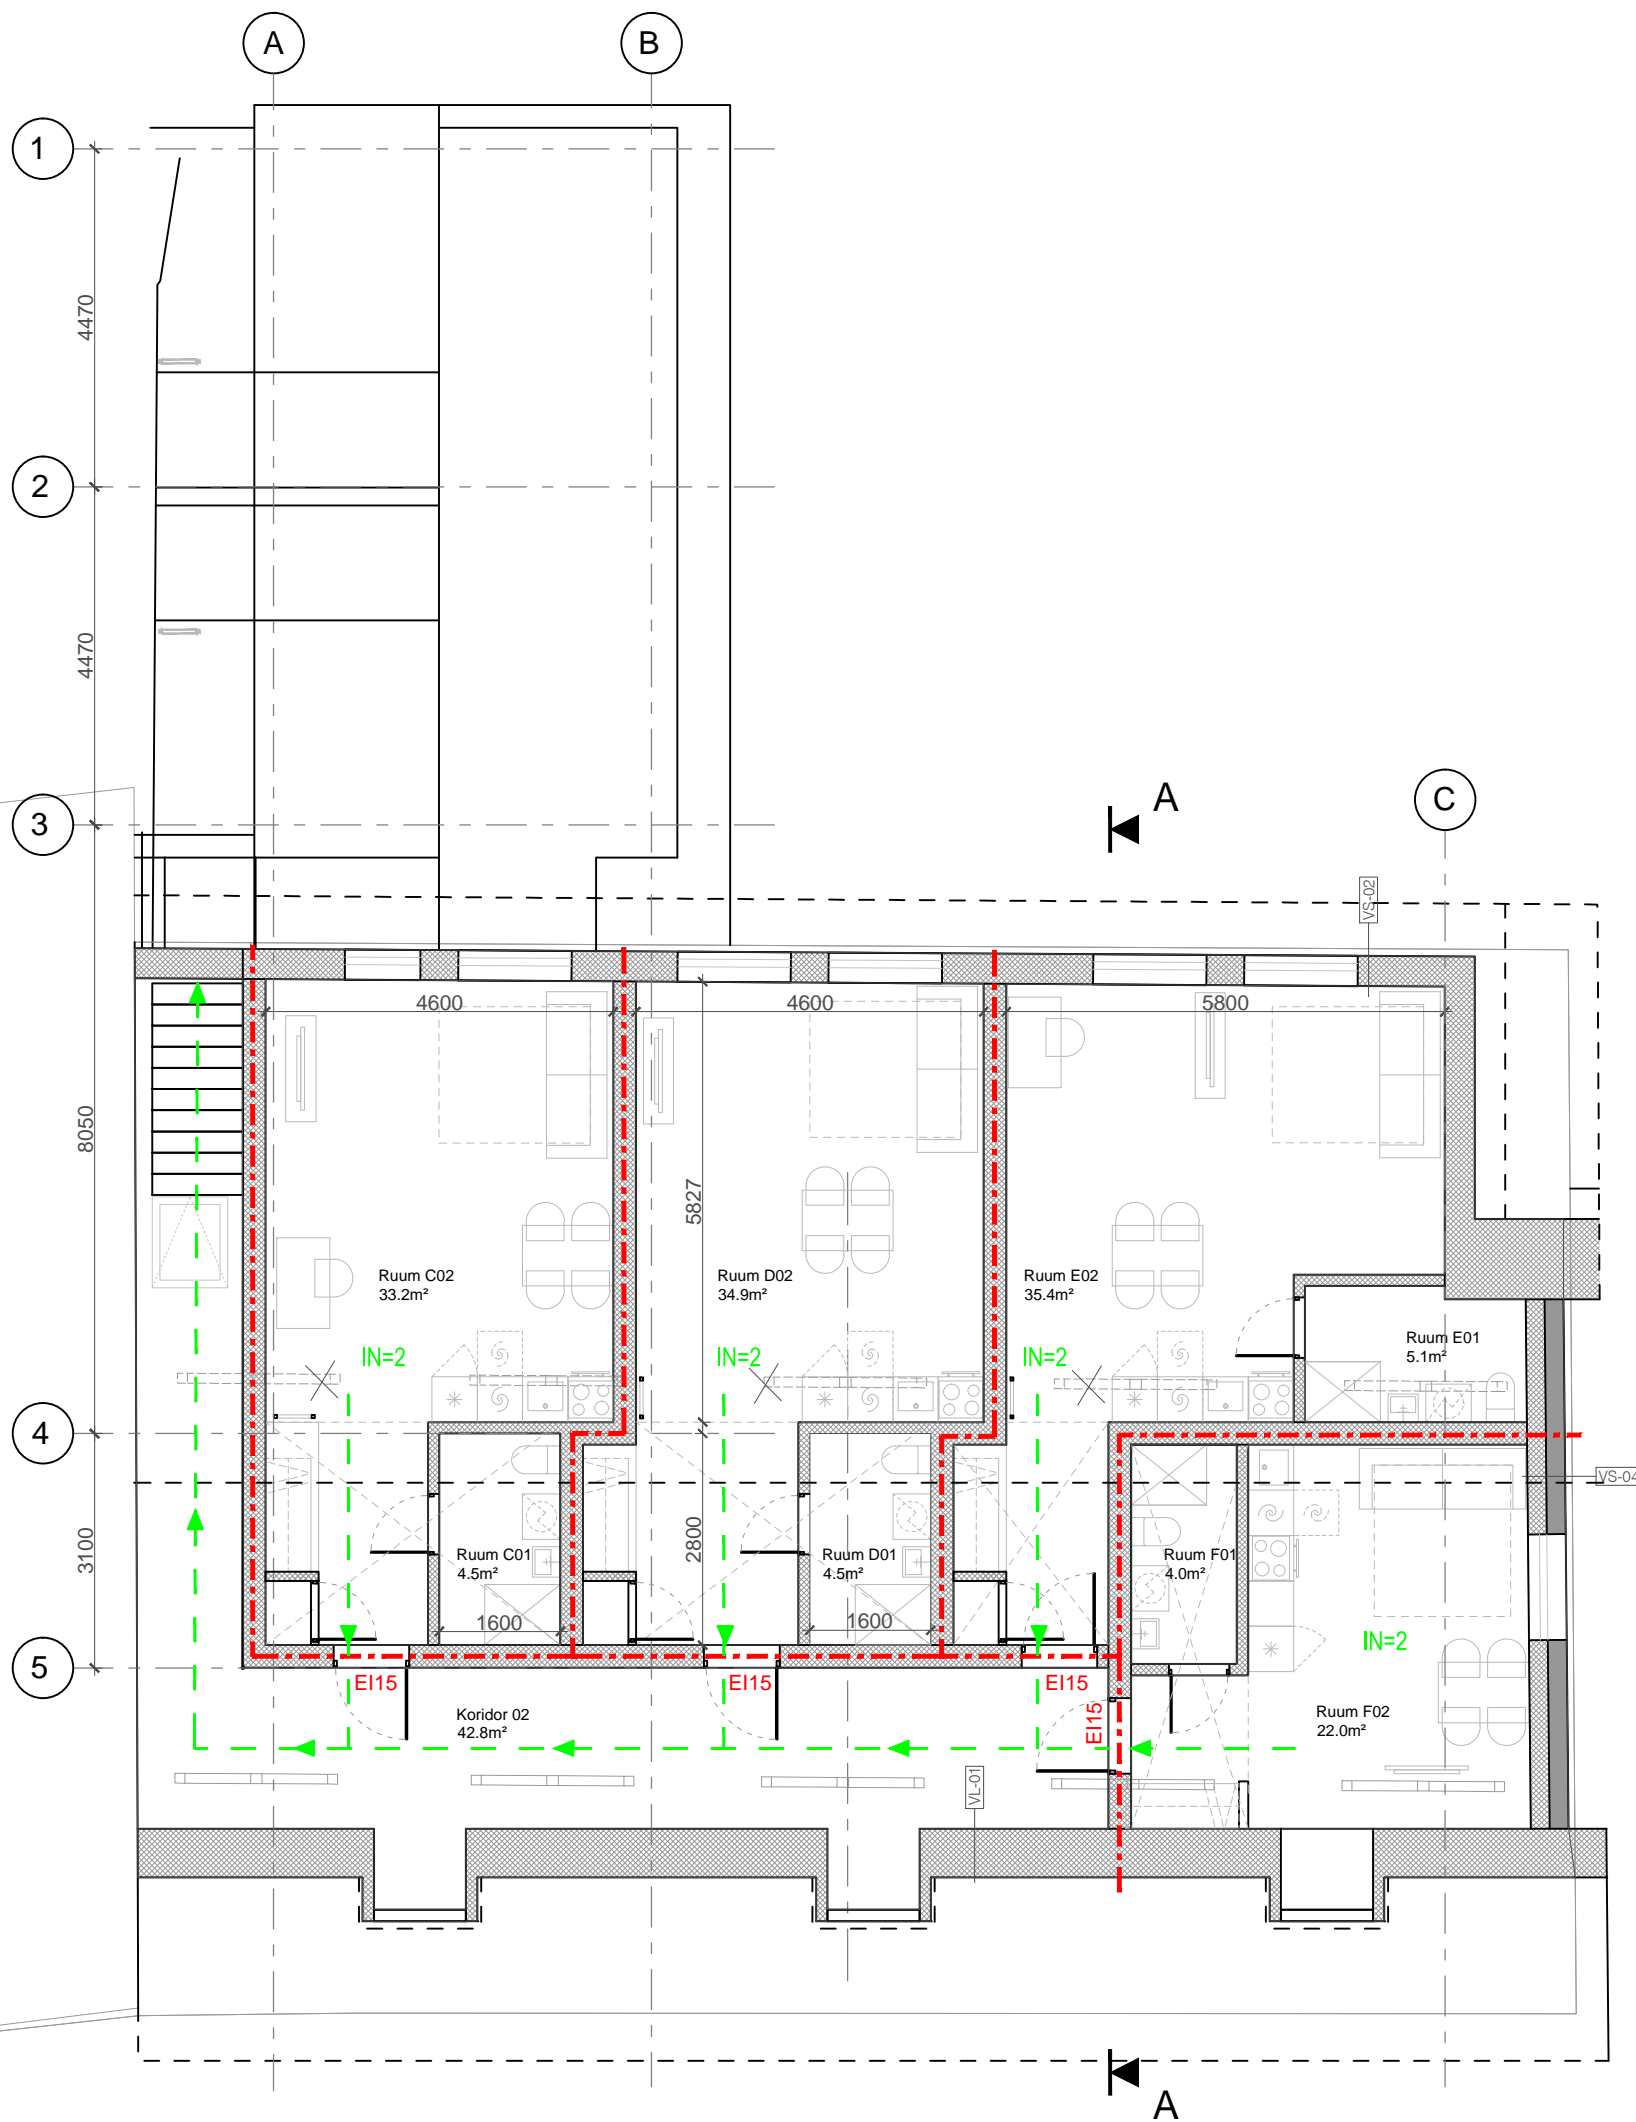 A
B
1
4470
2
4470
3
A
C
VS-02
4600
4600
5800
8050
5827
Ruum C02
33.2m²
Ruum D02
34.9m²
Ruum E02
35.4m²
Ruum E01
5.1m²
IN=2
IN=2
IN=2
4
VS-04
3100
2800
Ruum C01
4.5m²
Ruum D01
4.5m²
Ruum F01
4.0m²
1600
1600
IN=2
5
EI15
EI15
EI15
EI15
Koridor 02
42.8m²
Ruum F02
22.0m²
VL-01
A